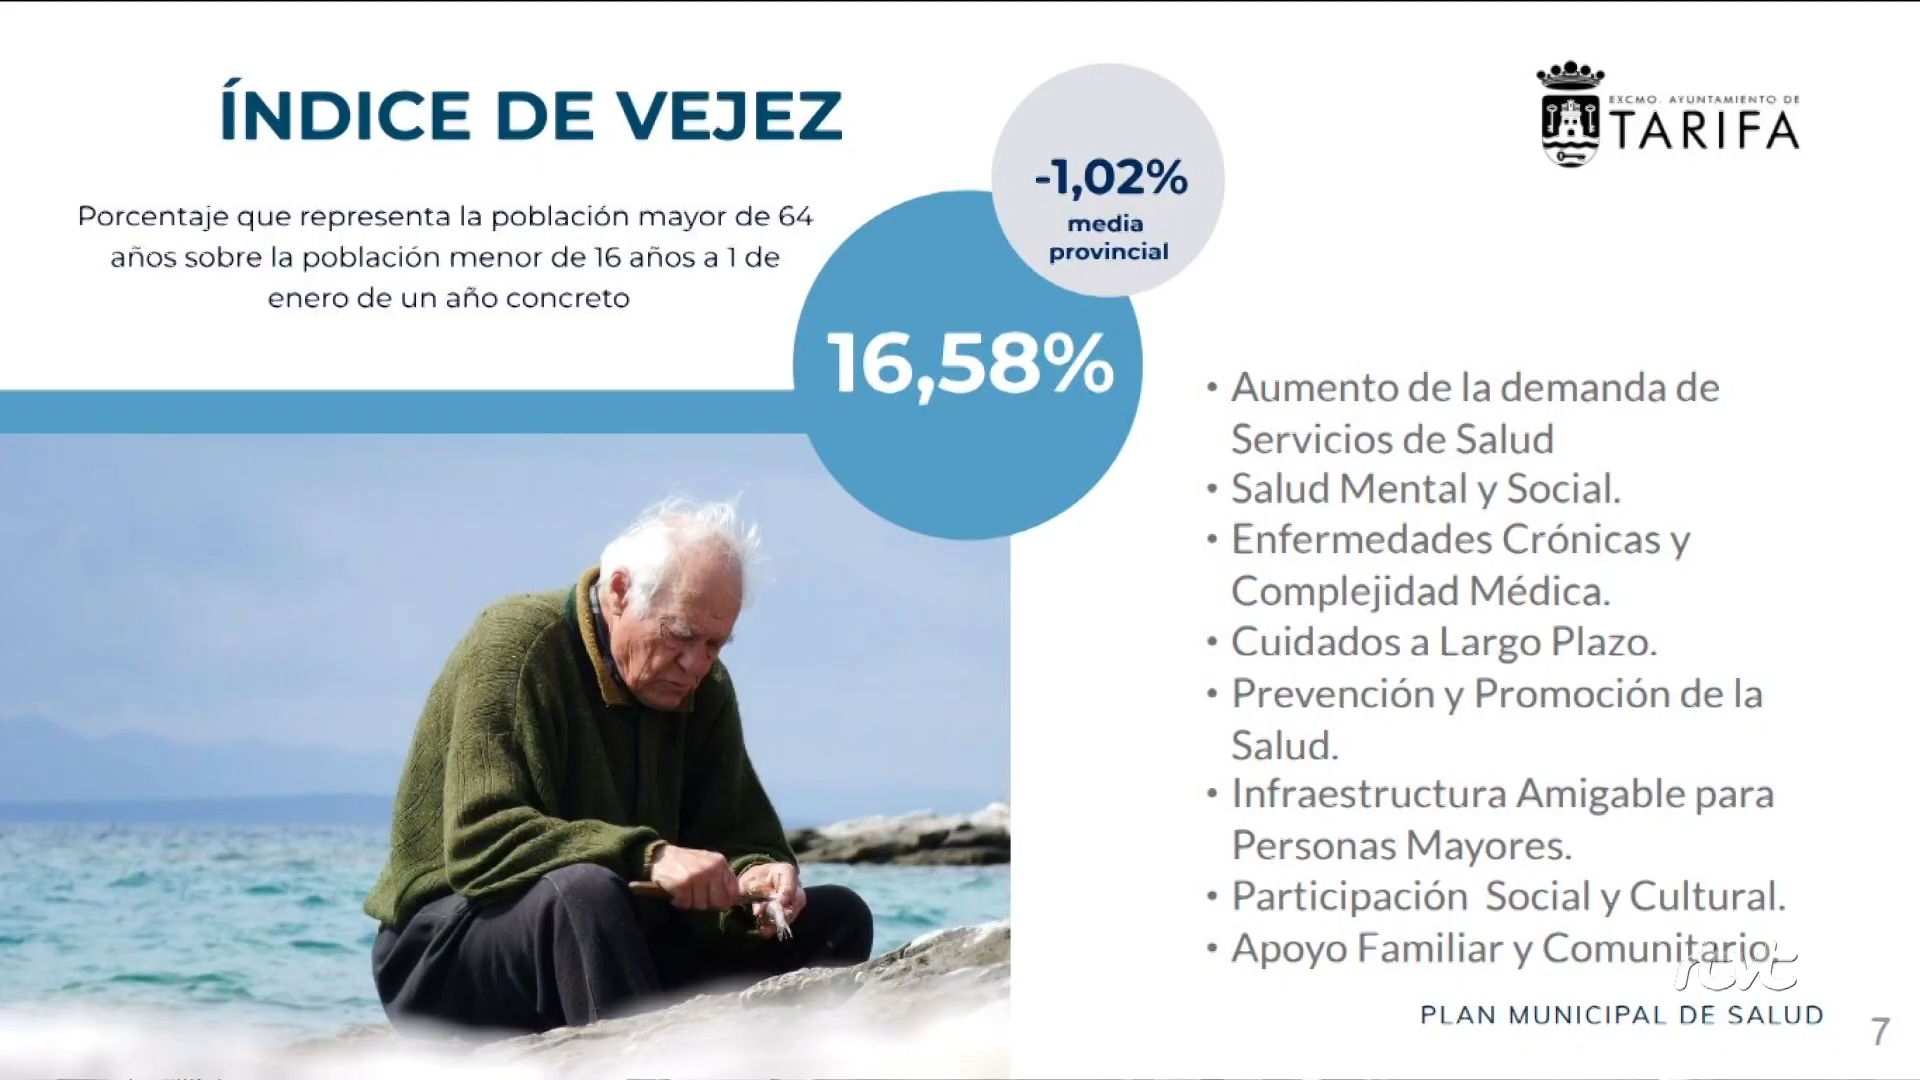 ÍNDICE DE VEJEZ
Porcentaje que representa la población mayor de 64
años sobre la población menor de 16 años a 1 de
enero de un año concreto
-1,02%
media
provincial
16,58%
EXCMO. AYUNTAMIENTO DE
TARIFA
• Aumento de la demanda de
Servicios de Salud
• Salud Mental y Social.
• Enfermedades Crónicas y
Complejidad Médica.
• Cuidados a Largo Plazo.
• Prevención y Promoción de la
Salud.
• Infraestructura Amigable para
Personas Mayores.
• Participación  Social y Cultural.
• Apoyo Familiar y Comunitario.
rtvt
PLAN MUNICIPAL DE SALUD
7